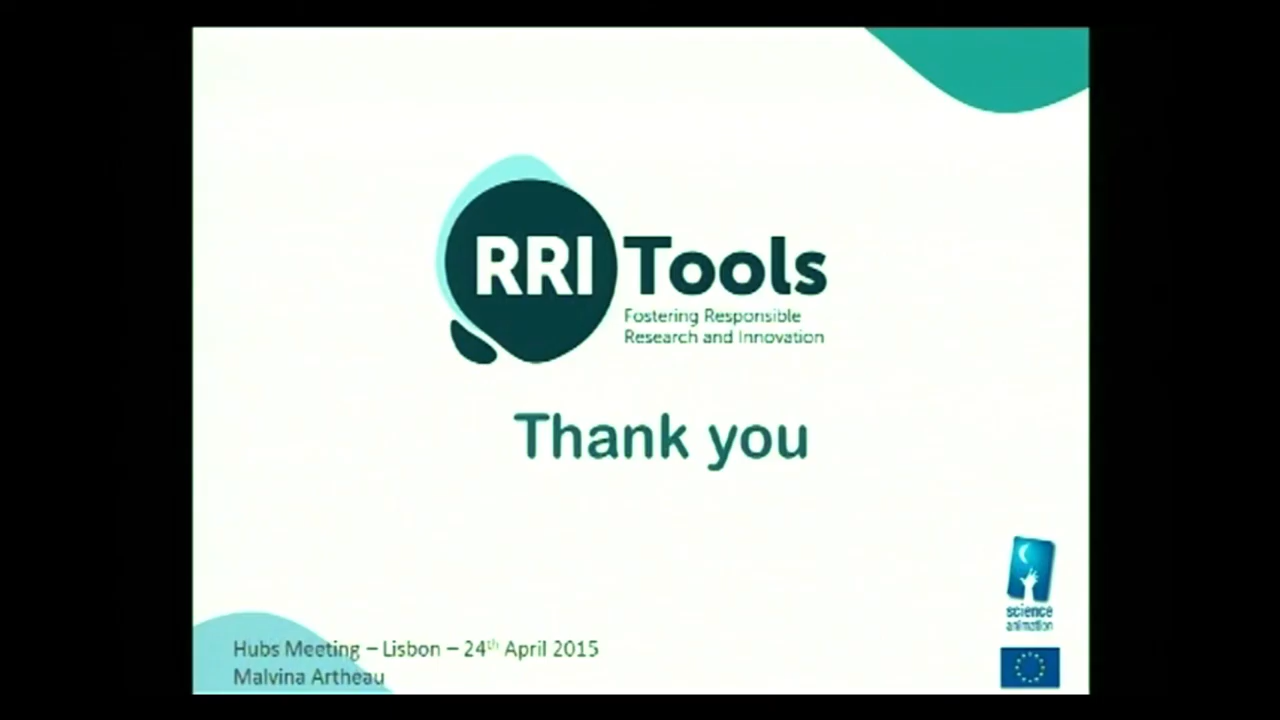 RRI Tools
Fostering Responsible
Research and Innovation
Thank you
science
animation
Hubs Meeting – Lisbon – 24th April 2015
Malvina Artheau